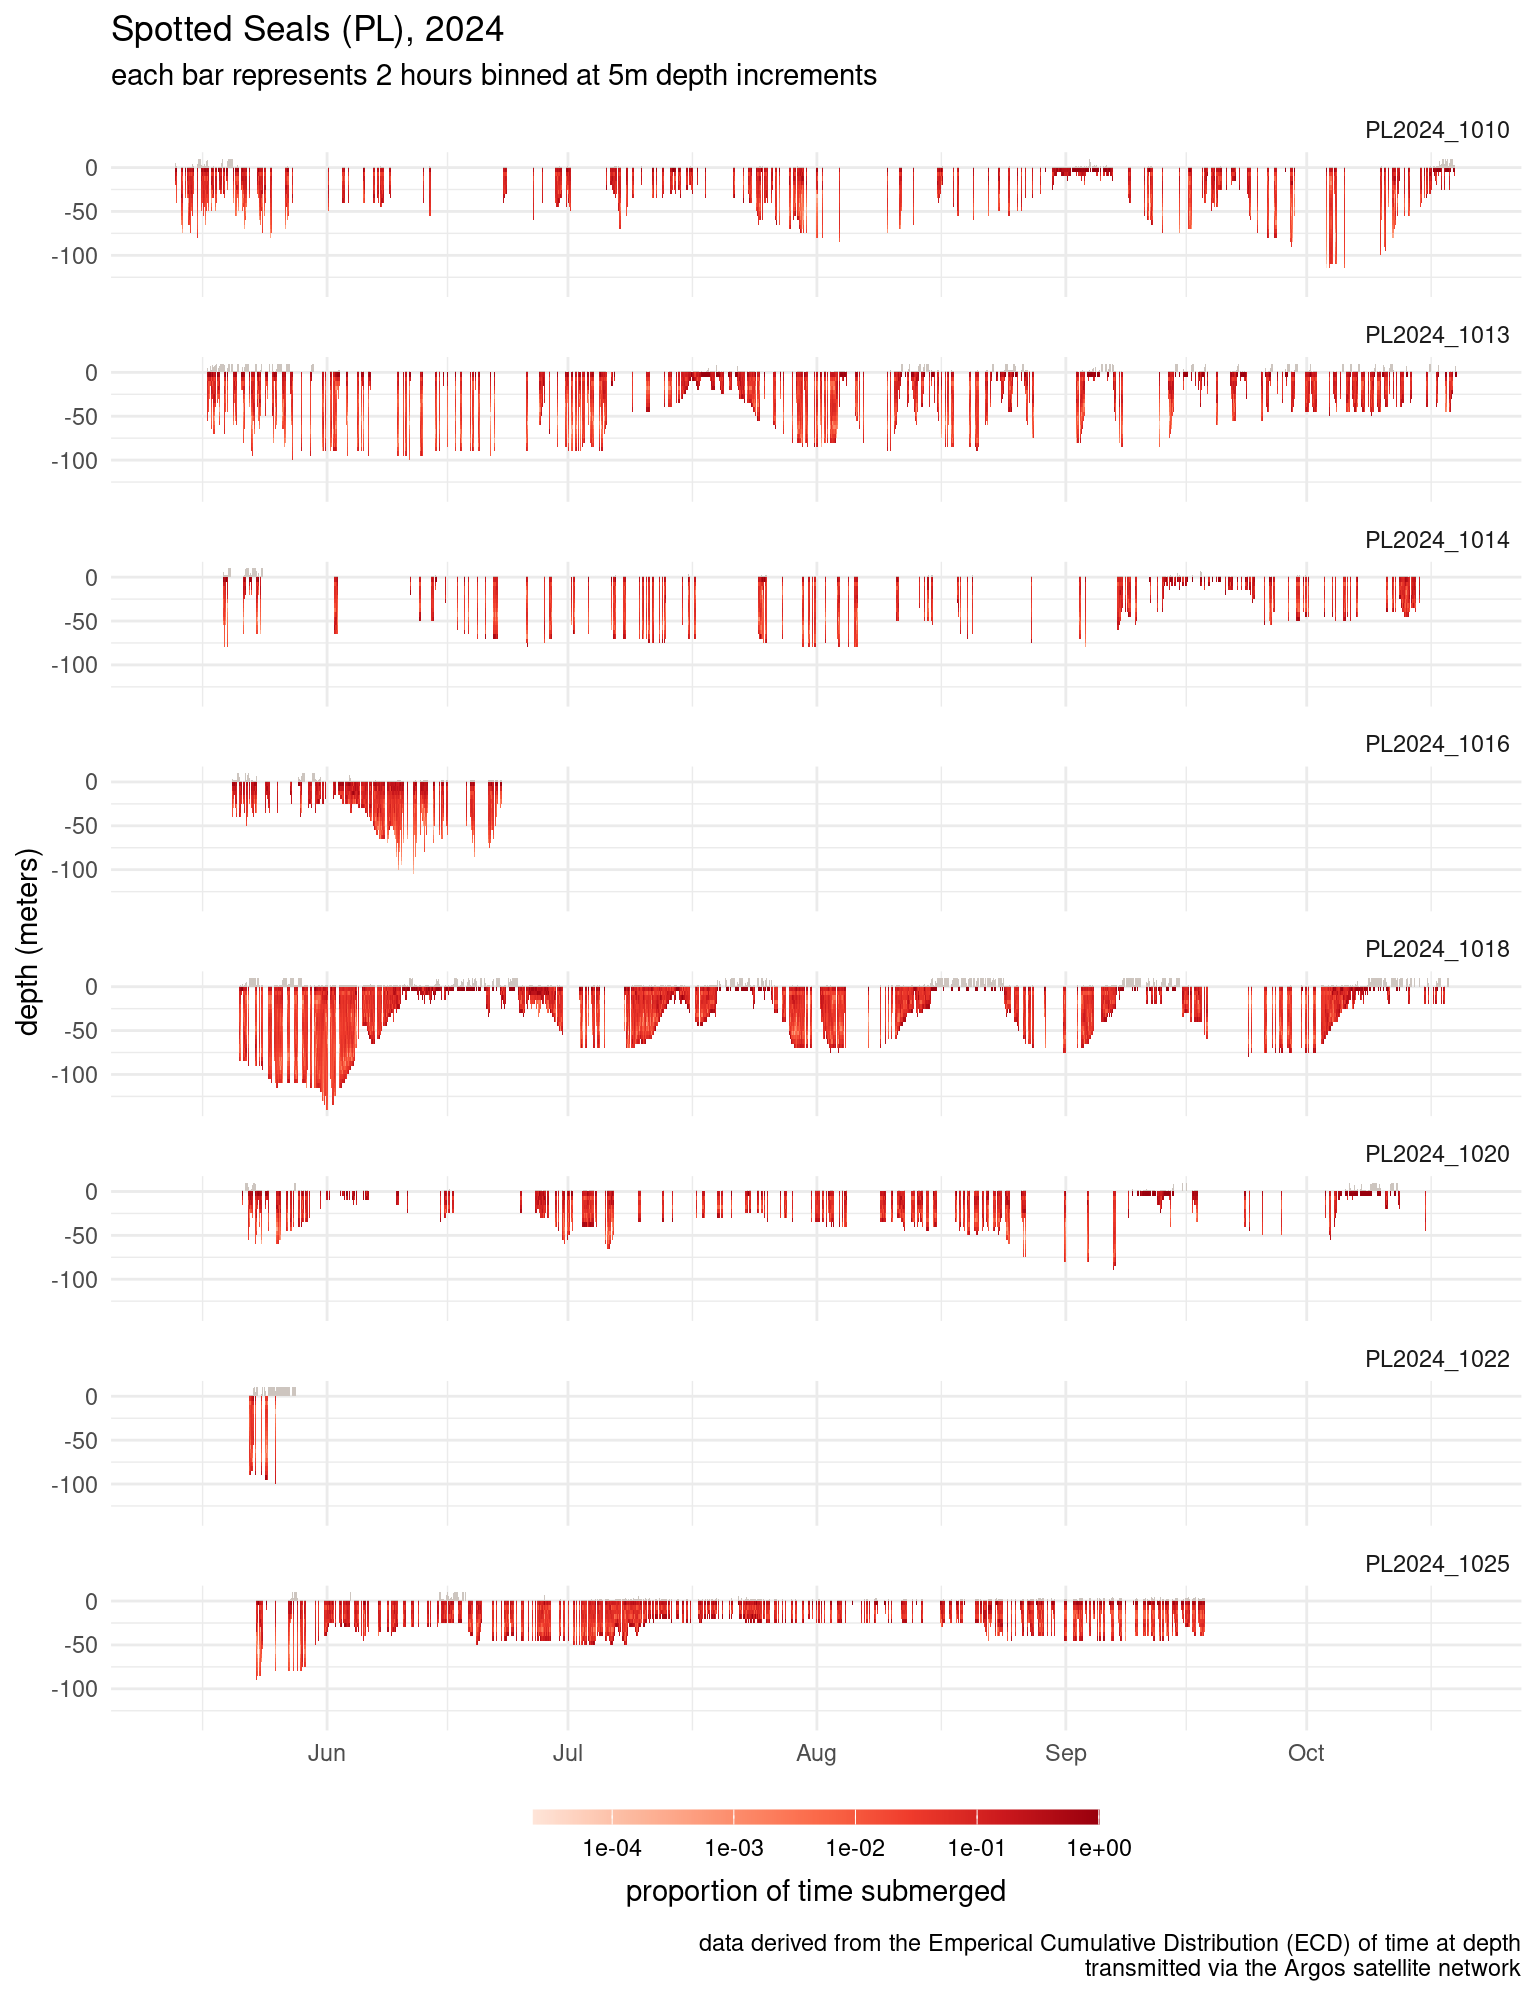 Spotted Seals (PL), 2024
each bar represents 2 hours binned at 5m depth increments
PL2024_1010
0
-50
-100
PL2024_1013
0
-50
-100
PL2024_1014
0
-50
-100
PL2024_1016
0
-50
-100
depth (meters)
PL2024_1018
0
-50
-100
PL2024_1020
0
-50
-100
PL2024_1022
0
-50
-100
PL2024_1025
0
-50
-100
Jun Jul Aug Sep Oct
1e-04 1e-03 1e-02 1e-01 1e+00
proportion of time submerged
data derived from the Emperical Cumulative Distribution (ECD) of time at depth
transmitted via the Argos satellite network